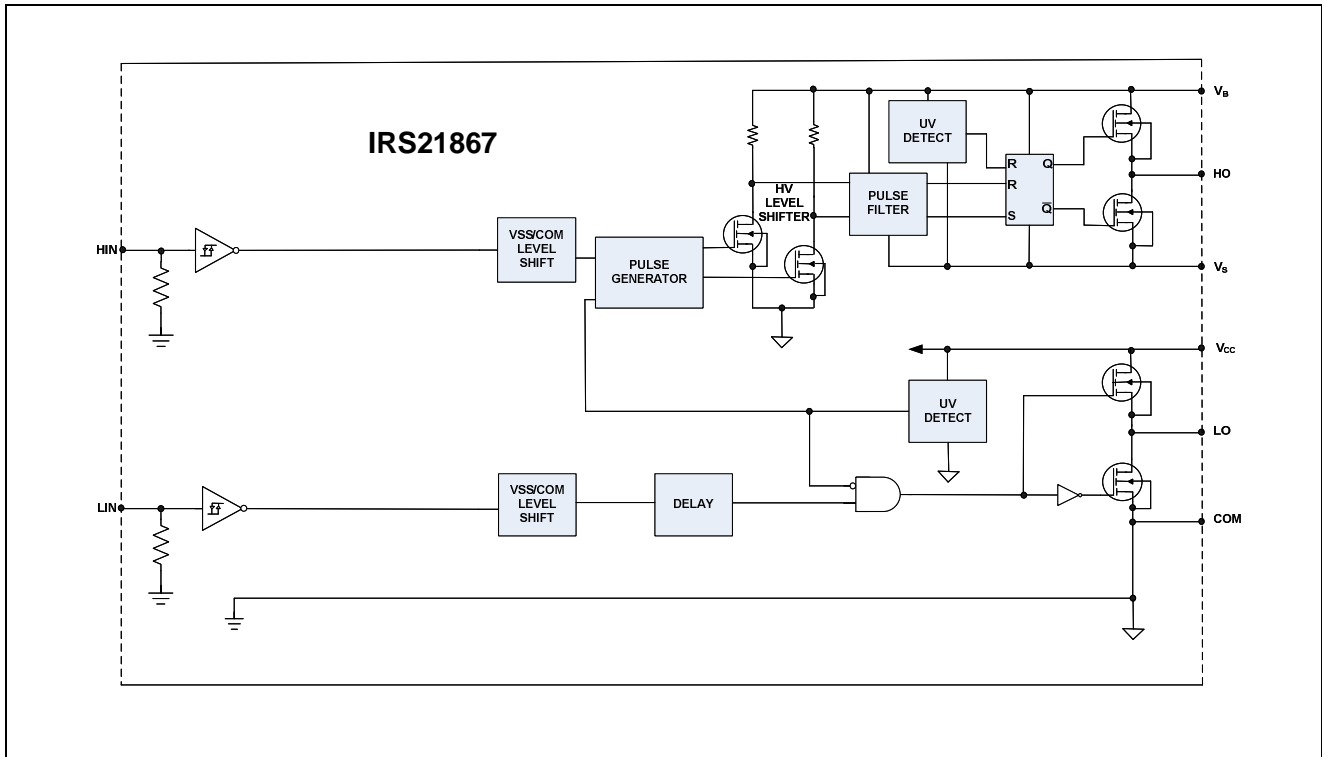 IRS21867
VB
UV
DETECT
R
Q
HO
R
PULSE
FILTER
HV
LEVEL
SHIFTER
S
Q̅
HIN
VSS/COM
LEVEL
SHIFT
PULSE
GENERATOR
VS
VCC
UV
DETECT
LO
LIN
VSS/COM
LEVEL
SHIFT
DELAY
COM